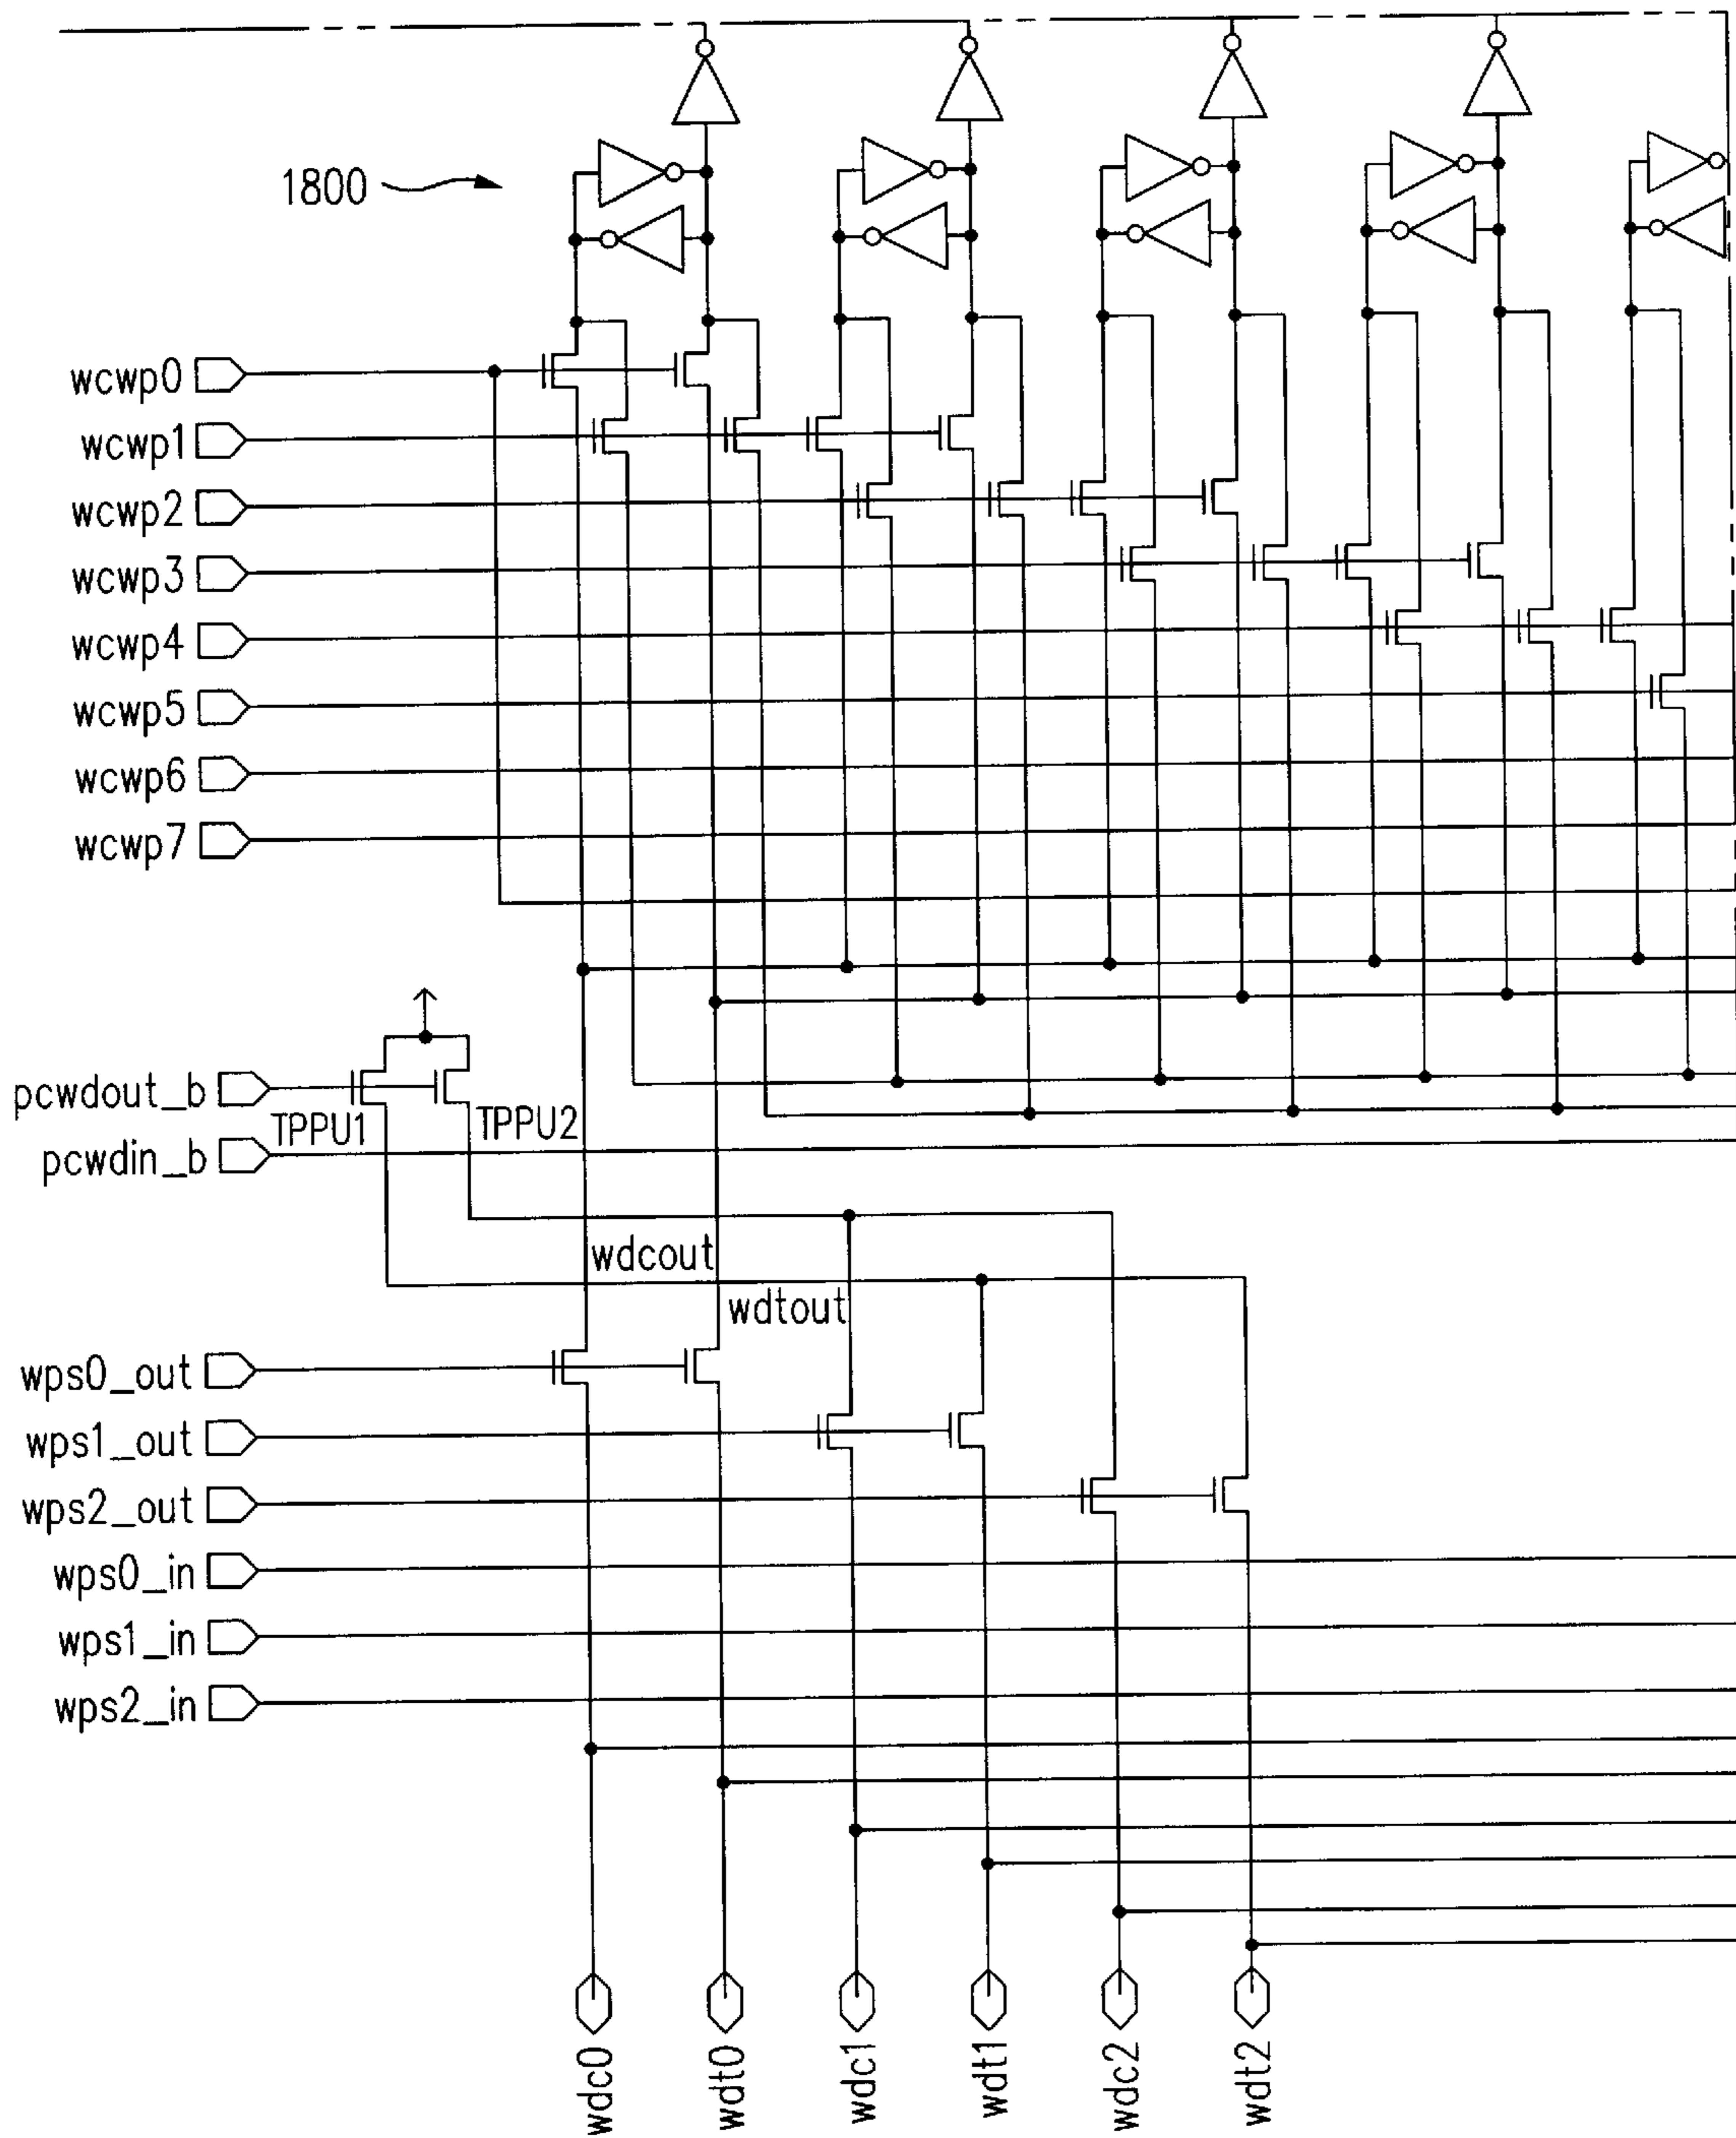 1800
wcwp0
wcwp1
wcwp2
wcwp3
wcwp4
wcwp5
wcwp6
wcwp7
pcwdout_b
TPPU1
TPPU2
pcwdin_b
wdcout
wdtout
wps0_out
wps1_out
wps2_out
wps0_in
wps1_in
wps2_in
wdc0
wdt0
wdc1
wdt1
wdc2
wdt2